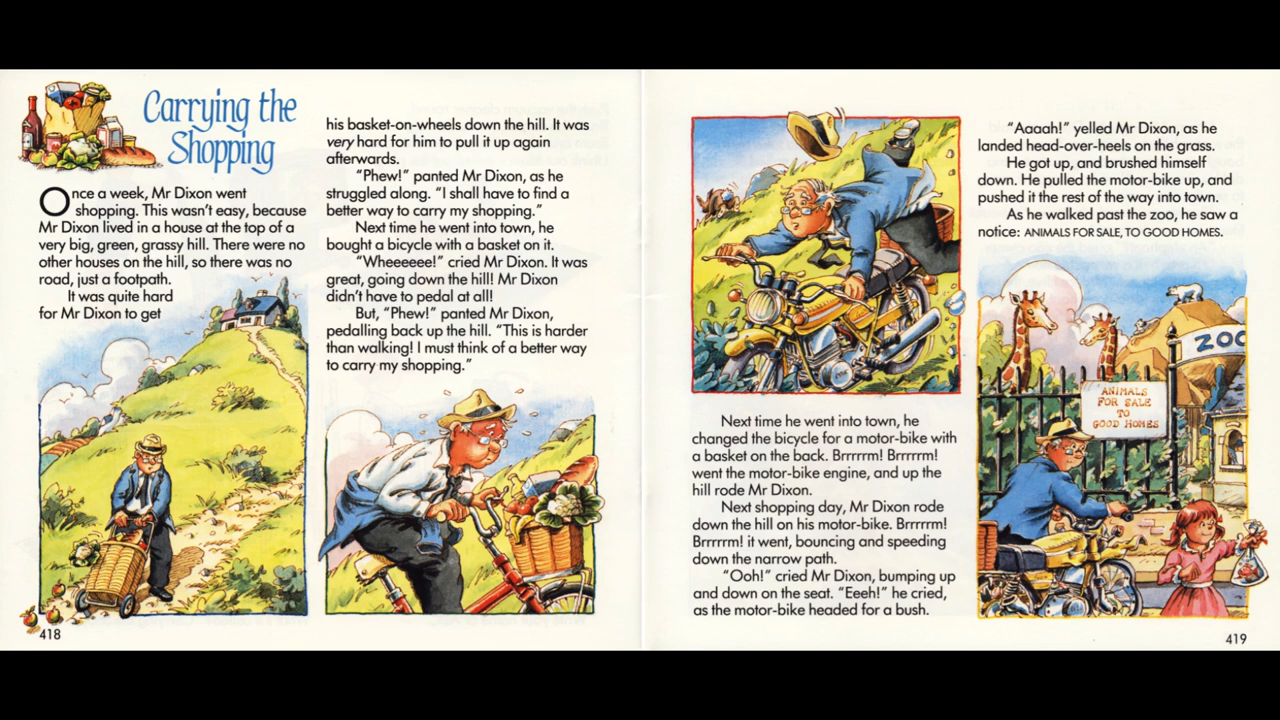 Carrying the
Shopping
Once a week, Mr Dixon went
shopping. This wasn't easy, because
Mr Dixon lived in a house at the top of a
very big, green, grassy hill. There were no
other houses on the hill, so there was no
road, just a footpath.
It was quite hard
for Mr Dixon to get
418
his basket-on-wheels down the hill. It was
very hard for him to pull it up again
afterwards.
"Phew!" panted Mr Dixon, as he
struggled along. "I shall have to find a
better way to carry my shopping."
Next time he went into town, he
bought a bicycle with a basket on it.
"Wheeeeee!" cried Mr Dixon. It was
great, going down the hill! Mr Dixon
didn't have to pedal at all!
But, "Phew!" panted Mr Dixon,
pedalling back up the hill. "This is harder
than walking! I must think of a better way
to carry my shopping."
Next time he went into town, he
changed the bicycle for a motor-bike with
a basket on the back. Brrrrrm! Brrrrrm!
went the motor-bike engine, and up the
hill rode Mr Dixon.
Next shopping day, Mr Dixon rode
down the hill on his motor-bike. Brrrrrm!
Brrrrrm! it went, bouncing and speeding
down the narrow path.
"Ooh!" cried Mr Dixon, bumping up
and down on the seat. "Eeeh!" he cried,
as the motor-bike headed for a bush.
"Aaaah!" yelled Mr Dixon, as he
landed head-over-heels on the grass.
He got up, and brushed himself
down. He pulled the motor-bike up, and
pushed it the rest of the way into town.
As he walked past the zoo, he saw a
notice: ANIMALS FOR SALE, TO GOOD HOMES.
ZOO
ANIMALS
FOR SALE
TO
GOOD HOMES
419